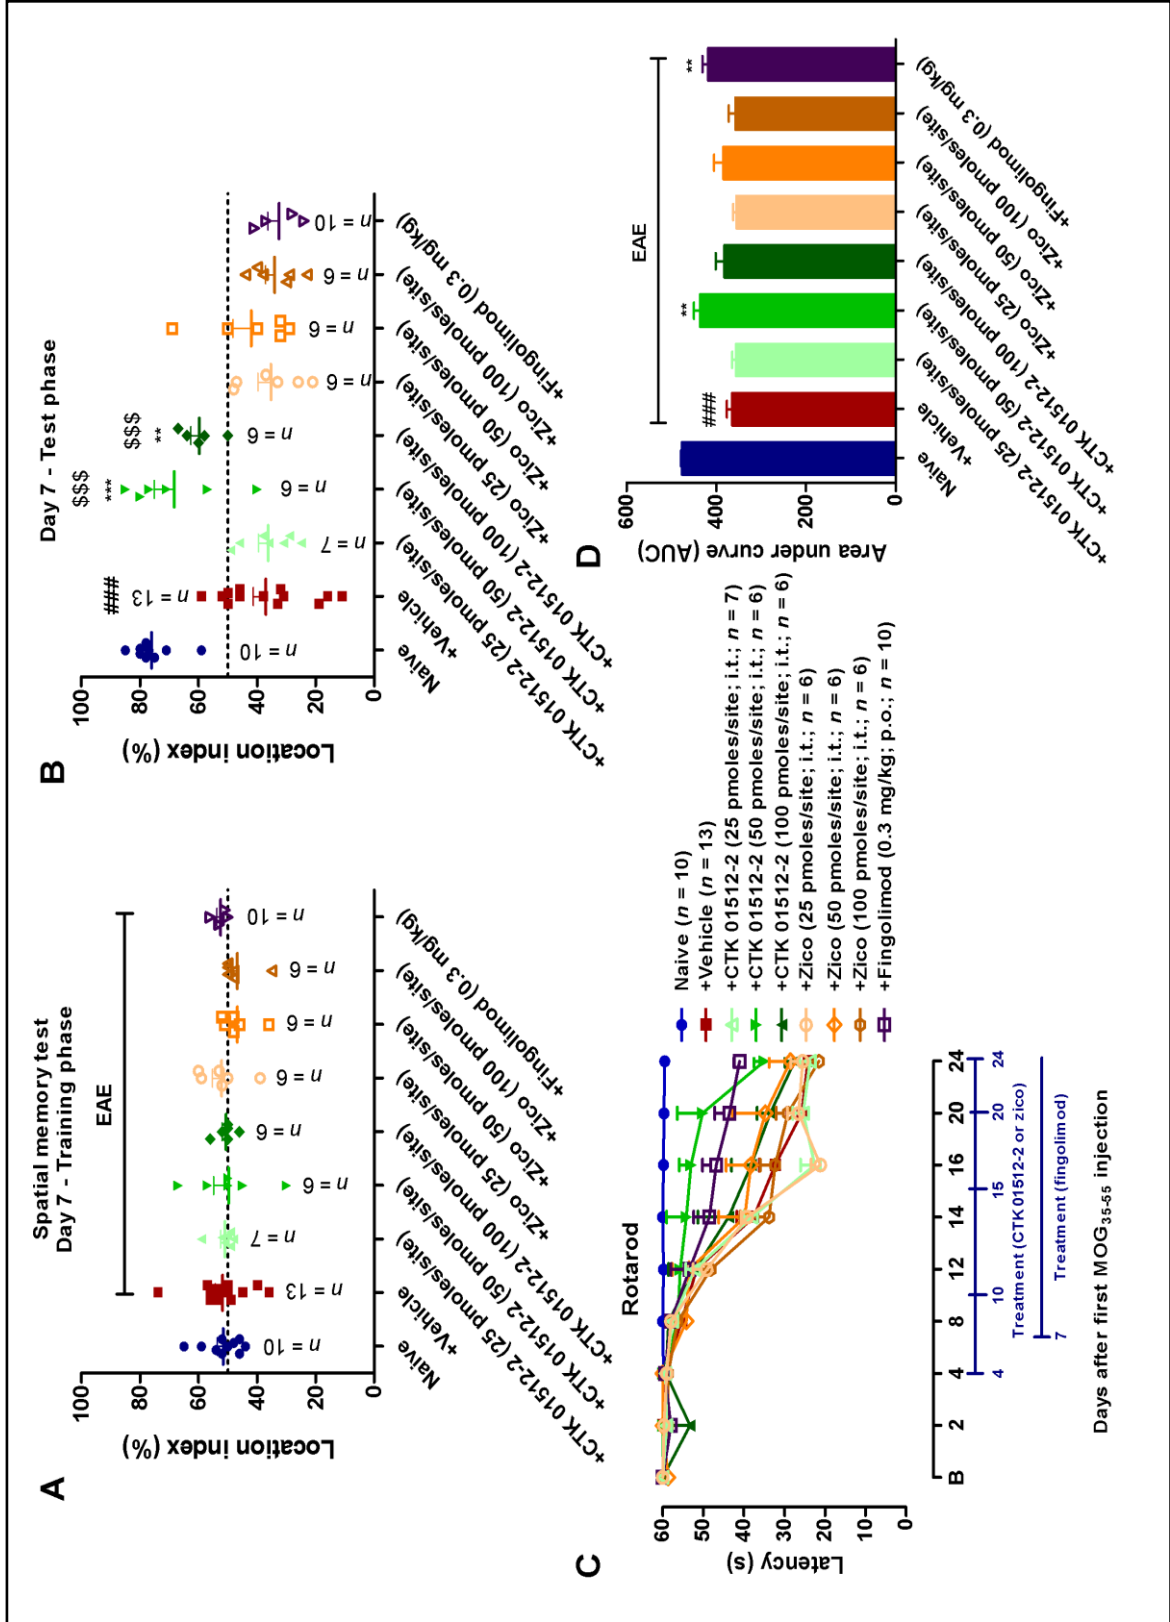 A
Spatial memory test
Day 7 - Training phase
EAE
Location index (%)
100
80
60
40
20
0
n = 10
n = 13
n = 7
n = 6
n = 6
n = 6
n = 6
n = 6
n = 10
Naive
+Vehicle
+CTK 01512-2 (25 pmoles/site)
+CTK 01512-2 (50 pmoles/site)
+CTK 01512-2 (100 pmoles/site)
+Zico (25 pmoles/site)
+Zico (50 pmoles/site)
+Zico (100 pmoles/site)
+Fingolimod (0.3 mg/kg)
B
Day 7 - Test phase
Location index (%)
100
80
60
40
20
0
###
$$$
***
$$$
**
n = 10
n = 13
n = 7
n = 6
n = 6
n = 6
n = 6
n = 6
n = 10
Naive
+Vehicle
+CTK 01512-2 (25 pmoles/site)
+CTK 01512-2 (50 pmoles/site)
+CTK 01512-2 (100 pmoles/site)
+Zico (25 pmoles/site)
+Zico (50 pmoles/site)
+Zico (100 pmoles/site)
+Fingolimod (0.3 mg/kg)
C
Rotarod
Latency (s)
60
50
40
30
20
10
0
B 2 4 8 12 14 16 20 24
4 10 15 20 24
Treatment (CTK 01512-2 or zico)
7 Treatment (fingolimod)
Days after first MOG35-55 injection
Naive (n = 10)
+Vehicle (n = 13)
+CTK 01512-2 (25 pmoles/site; i.t.; n = 7)
+CTK 01512-2 (50 pmoles/site; i.t.; n = 6)
+CTK 01512-2 (100 pmoles/site; i.t.; n = 6)
+Zico (25 pmoles/site; i.t.; n = 6)
+Zico (50 pmoles/site; i.t.; n = 6)
+Zico (100 pmoles/site; i.t.; n = 6)
+Fingolimod (0.3 mg/kg; p.o.; n = 10)
D
EAE
Area under curve (AUC)
600
400
200
0
###
**
**
Naive
+Vehicle
+CTK 01512-2 (25 pmoles/site)
+CTK 01512-2 (50 pmoles/site)
+CTK 01512-2 (100 pmoles/site)
+Zico (25 pmoles/site)
+Zico (50 pmoles/site)
+Zico (100 pmoles/site)
+Fingolimod (0.3 mg/kg)